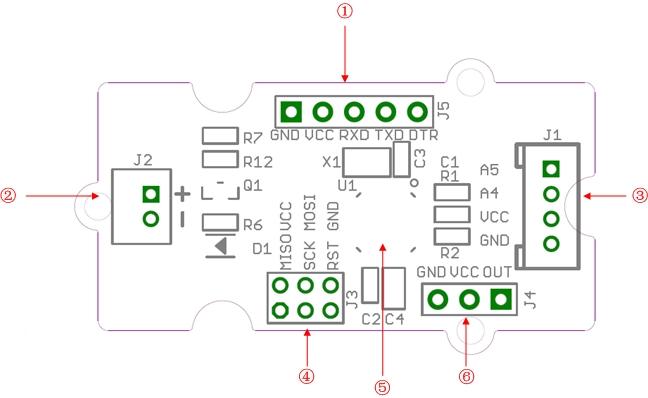 ①
J5
GND VCC RXD TXD DTR
R7
R12
X1
C3
C1
J1
J2
Q1
U1
R1
A5
②
+
A4
③
-
R6
VCC
D1
R2
GND
MISO VCC
SCK MOSI
RST GND
J3
GND VCC OUT
J4
C2 C4
④
⑤
⑥